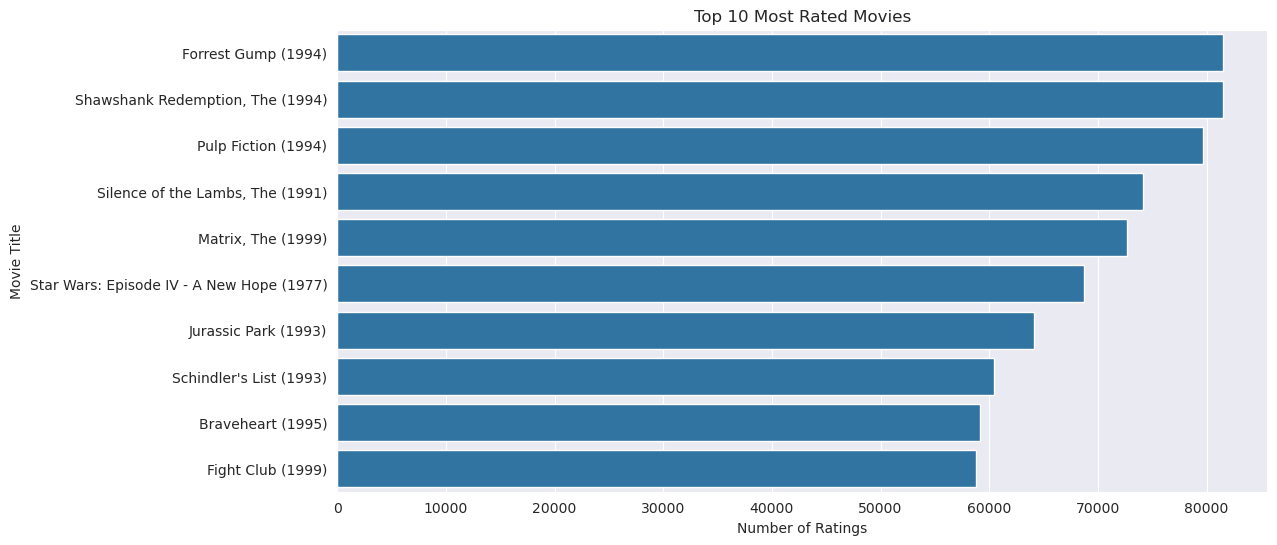 Top 10 Most Rated Movies
Movie Title
Forrest Gump (1994)
Shawshank Redemption, The (1994)
Pulp Fiction (1994)
Silence of the Lambs, The (1991)
Matrix, The (1999)
Star Wars: Episode IV - A New Hope (1977)
Jurassic Park (1993)
Schindler's List (1993)
Braveheart (1995)
Fight Club (1999)
0 10000 20000 30000 40000 50000 60000 70000 80000
Number of Ratings